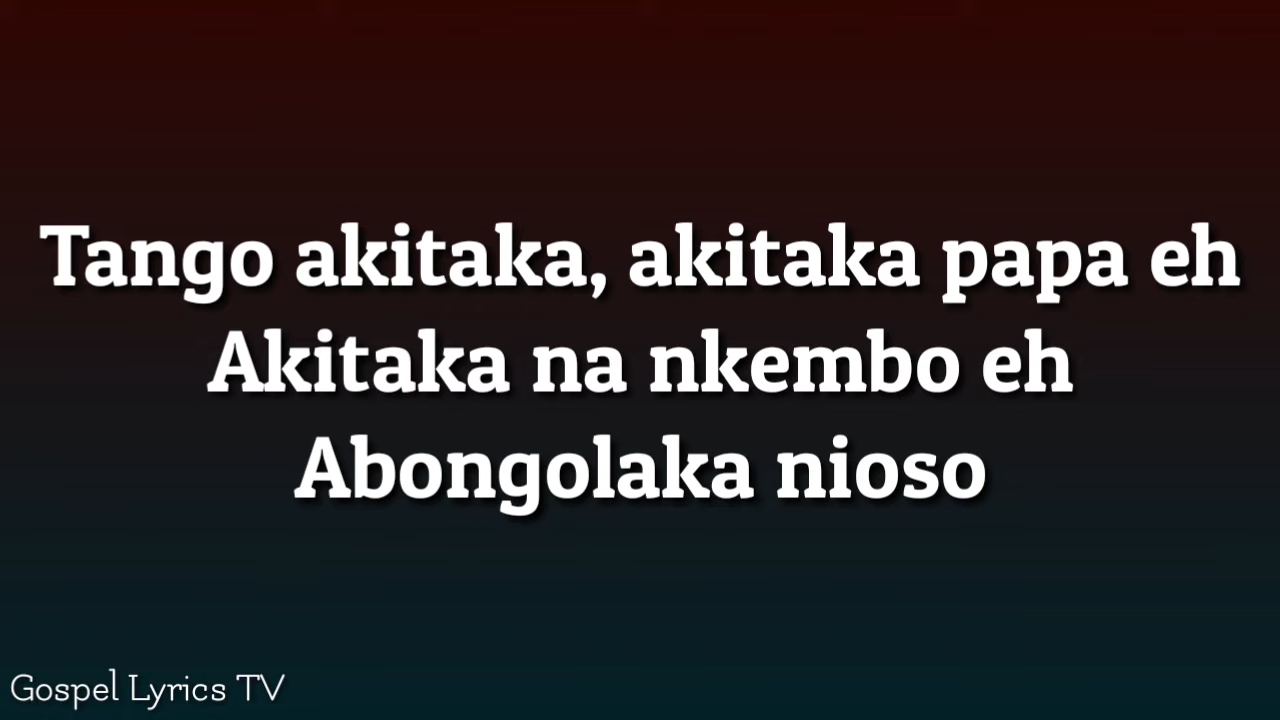 Tango akitaka, akitaka papa eh
Akitaka na nkembo eh
Abongolaka nioso
Gospel Lyrics TV